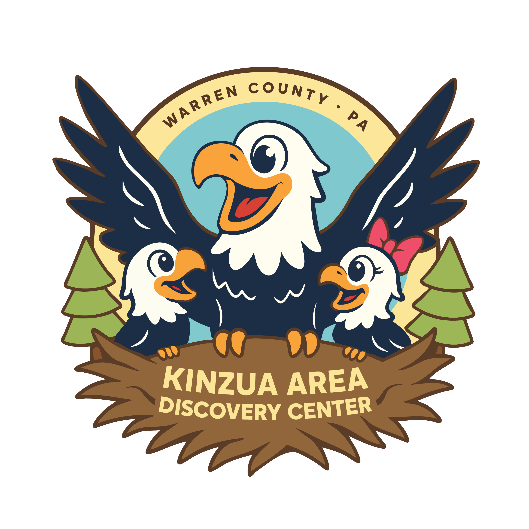 WARREN COUNTY · PA
KINZUA AREA
DISCOVERY CENTER